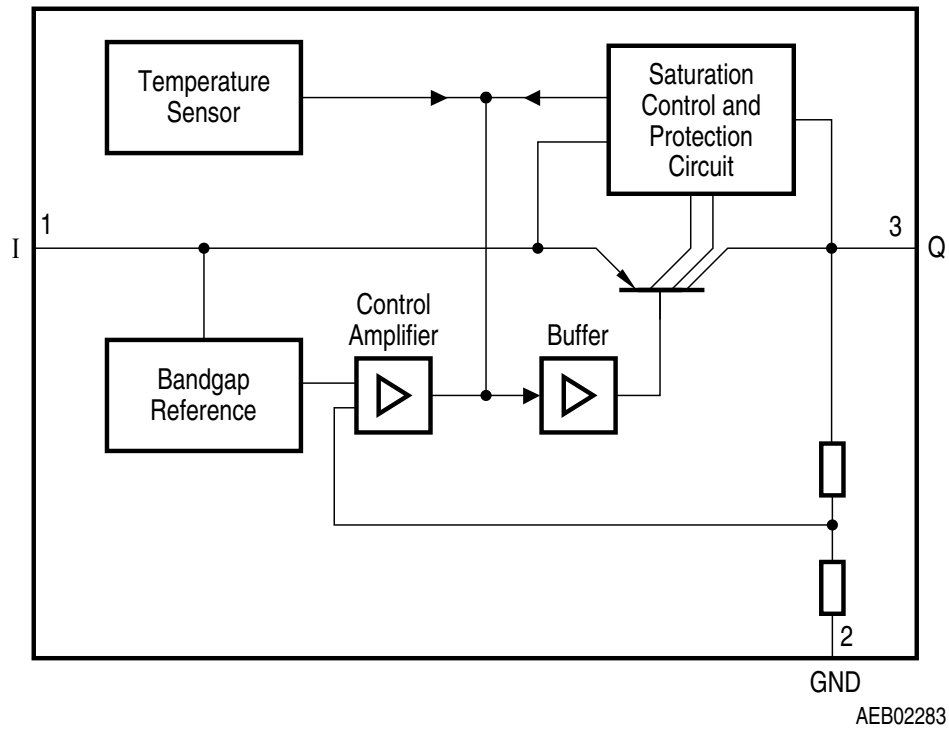 Temperature
Sensor
Saturation
Control and
Protection
Circuit
1
I
3
Q
Control
Amplifier
Buffer
Bandgap
Reference
2
GND
AEB02283